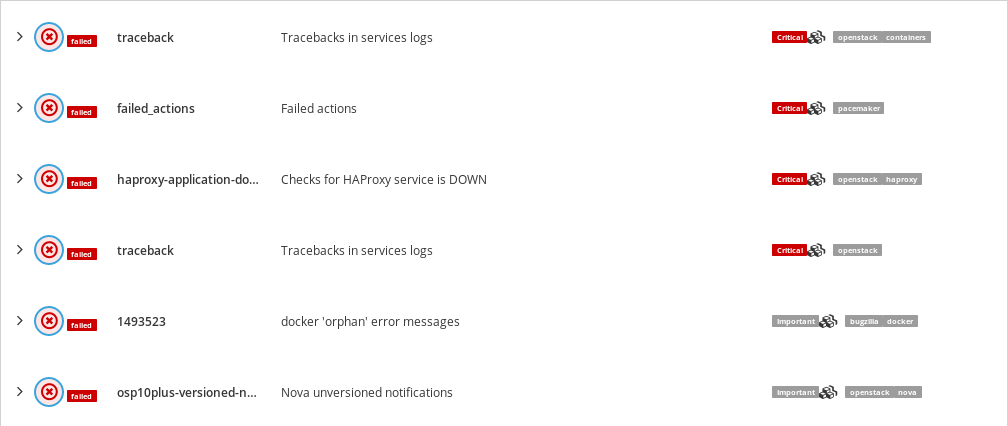 failed traceback Tracebacks in services logs Critical openstack containers
failed failed_actions Failed actions Critical pacemaker
failed haproxy-application-do... Checks for HAProxy service is DOWN Critical openstack haproxy
failed traceback Tracebacks in services logs Critical openstack
failed 1493523 docker 'orphan' error messages Important bugzilla docker
failed osp10plus-versioned-n... Nova unversioned notifications Important openstack nova